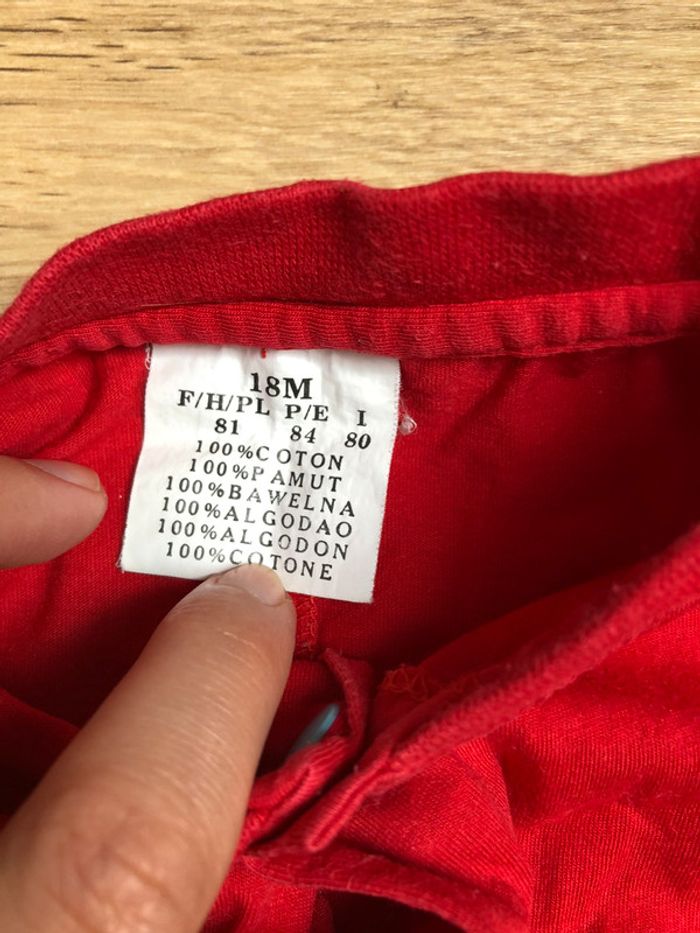 18M
F/H/PL P/E I
81 84 80
100%COTON
100%PAMUT
100%BAWELNA
100%ALGODAO
100%ALGODON
100%COTONE